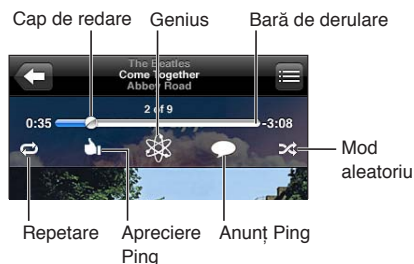 Cap de redare
Genius
Bară de derulare
The Beatles
Come Together
Abbey Road
2 of 9
0:35
-3:08
Mod
aleatoriu
Repetare
Apreciere
Ping
Anunț Ping